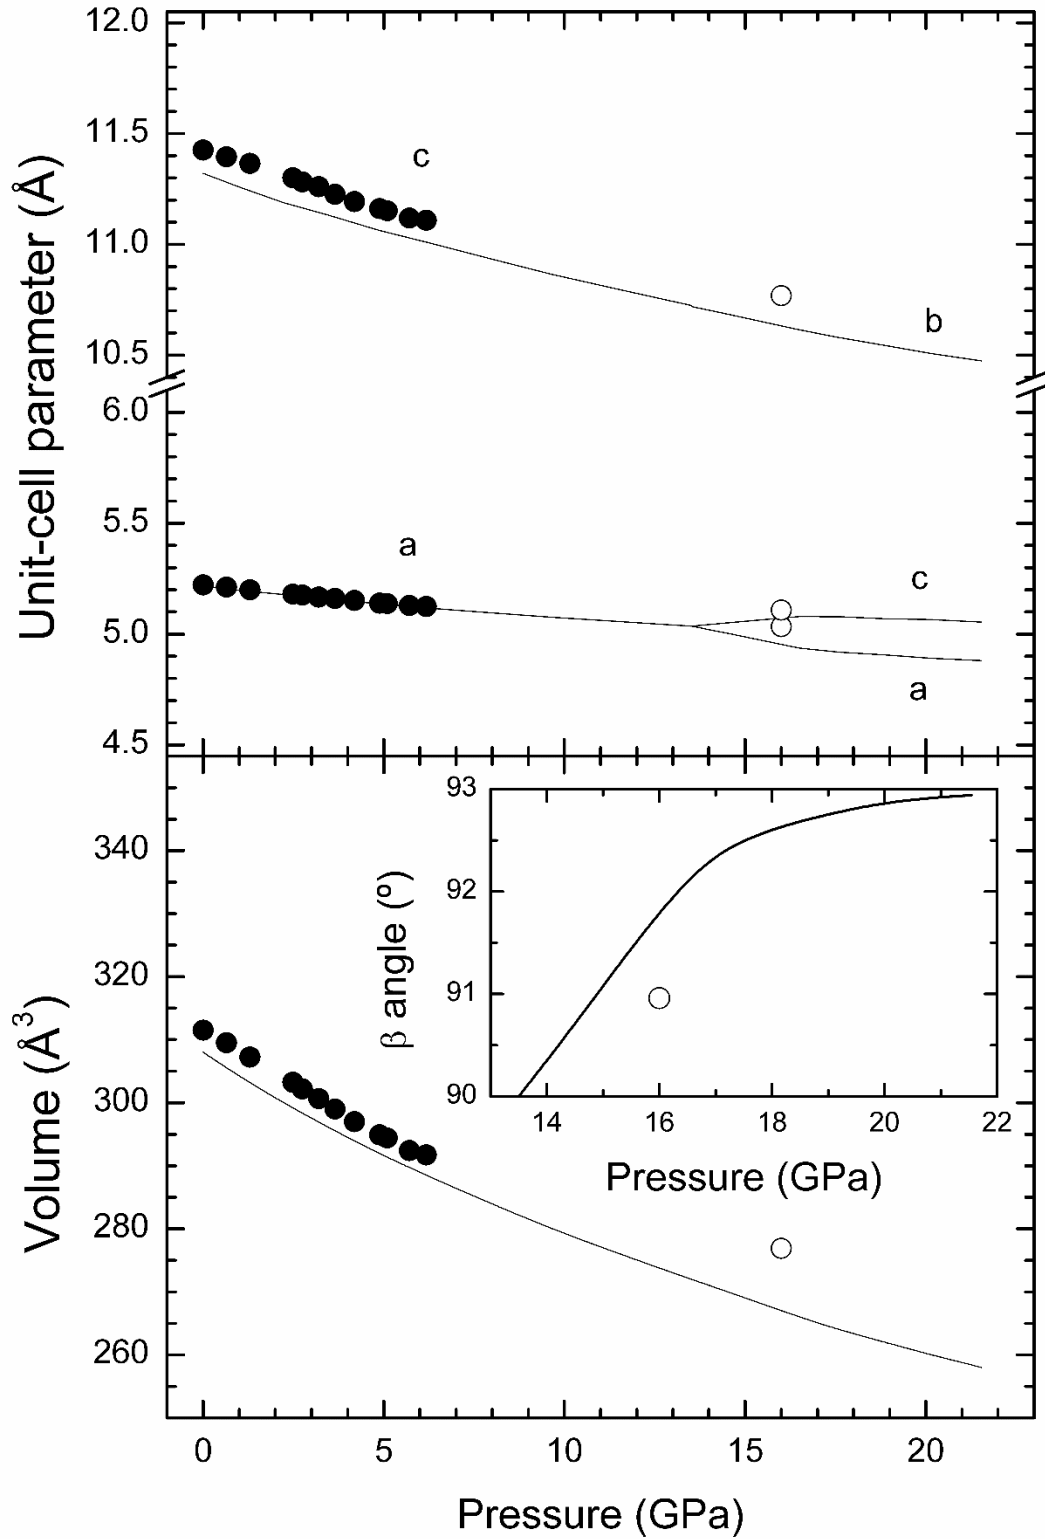 12.0
11.5
11.0
10.5
6.0
5.5
5.0
4.5
Unit-cell parameter (Å)
c
b
a
c
a
340
320
300
280
260
Volume (Å³)
0 5 10 15 20
Pressure (GPa)
93
92
91
90
β angle (º)
14 16 18 20 22
Pressure (GPa)